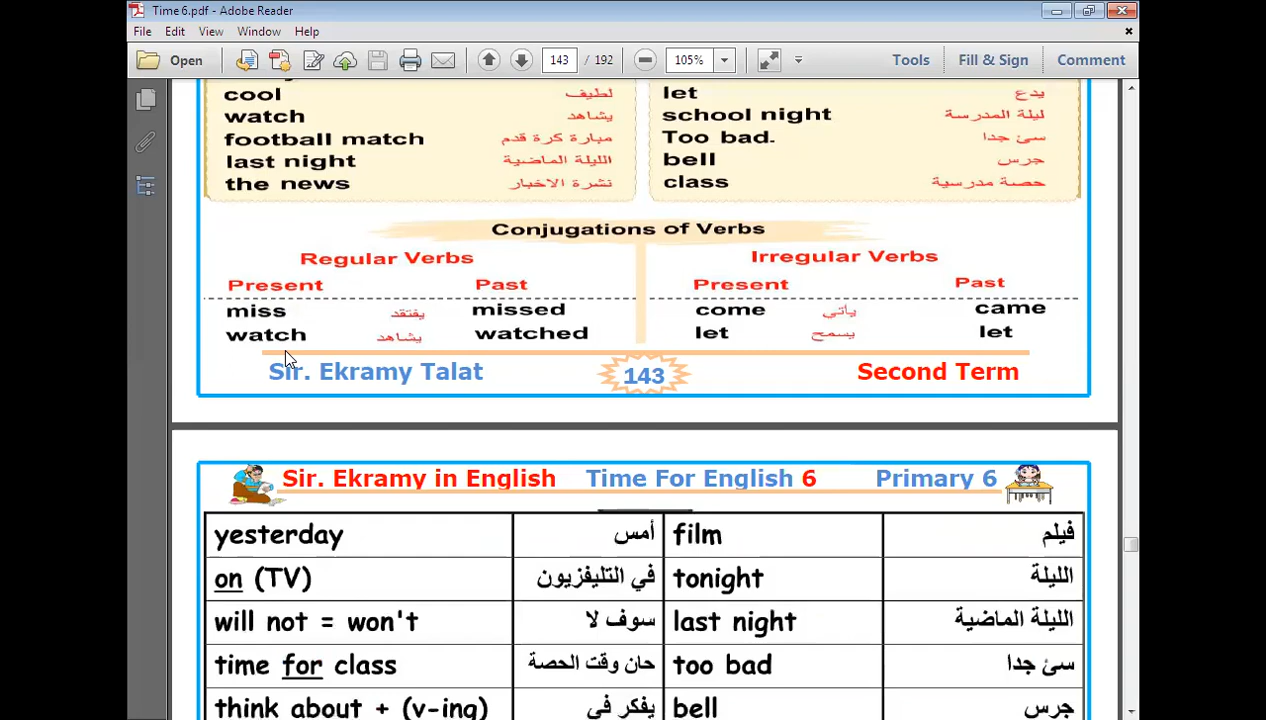 Time 6.pdf - Adobe Reader
File Edit View Window Help
Open 143 / 192 105% Tools Fill & Sign Comment
cool لطيف
watch يشاهد
football match مبارة كرة قدم
last night الليلة الماضية
the news نشرة الاخبار
let يدع
school night ليلة المدرسة
Too bad. سئ جدا
bell جرس
class حصة مدرسية
Conjugations of Verbs
Regular Verbs
Present Past
miss يفتقد missed
watch يشاهد watched
Irregular Verbs
Present Past
come ياتي came
let يسمح let
Sir. Ekramy Talat 143 Second Term
Sir. Ekramy in English Time For English 6 Primary 6
yesterday أمس film فيلم
on (TV) في التليفزيون tonight الليلة
will not = won't سوف لا last night الليلة الماضية
time for class حان وقت الحصة too bad سئ جدا
think about + (v-ing) يفكر في bell جرس